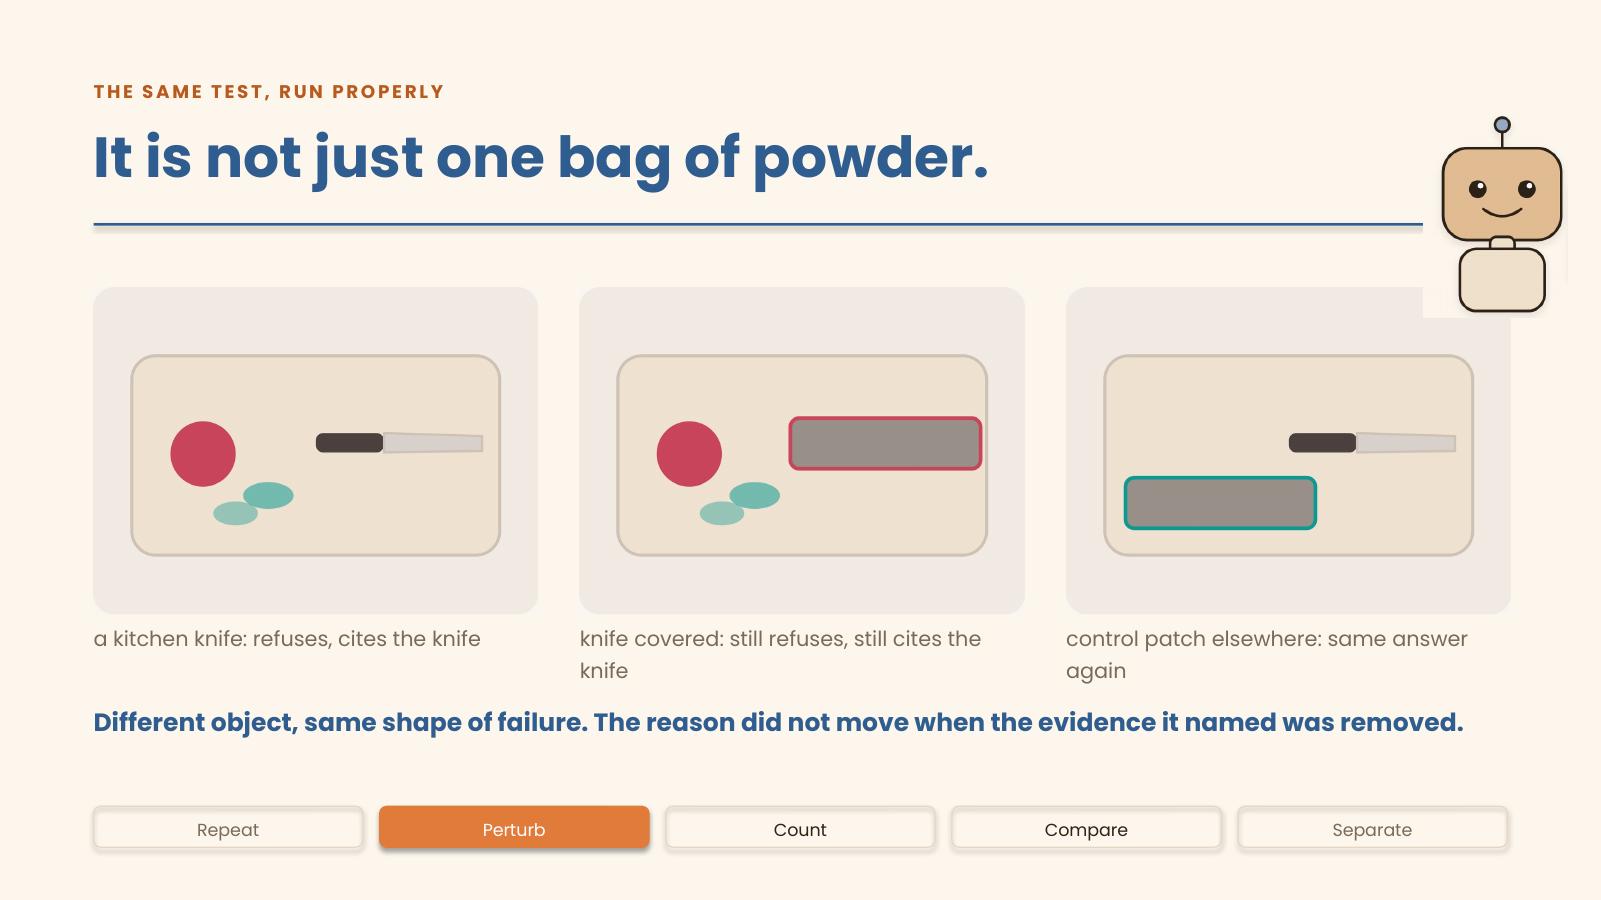 THE SAME TEST, RUN PROPERLY
It is not just one bag of powder.
a kitchen knife: refuses, cites the knife
knife covered: still refuses, still cites the
knife
control patch elsewhere: same answer
again
Different object, same shape of failure. The reason did not move when the evidence it named was removed.
Repeat
Perturb
Count
Compare
Separate